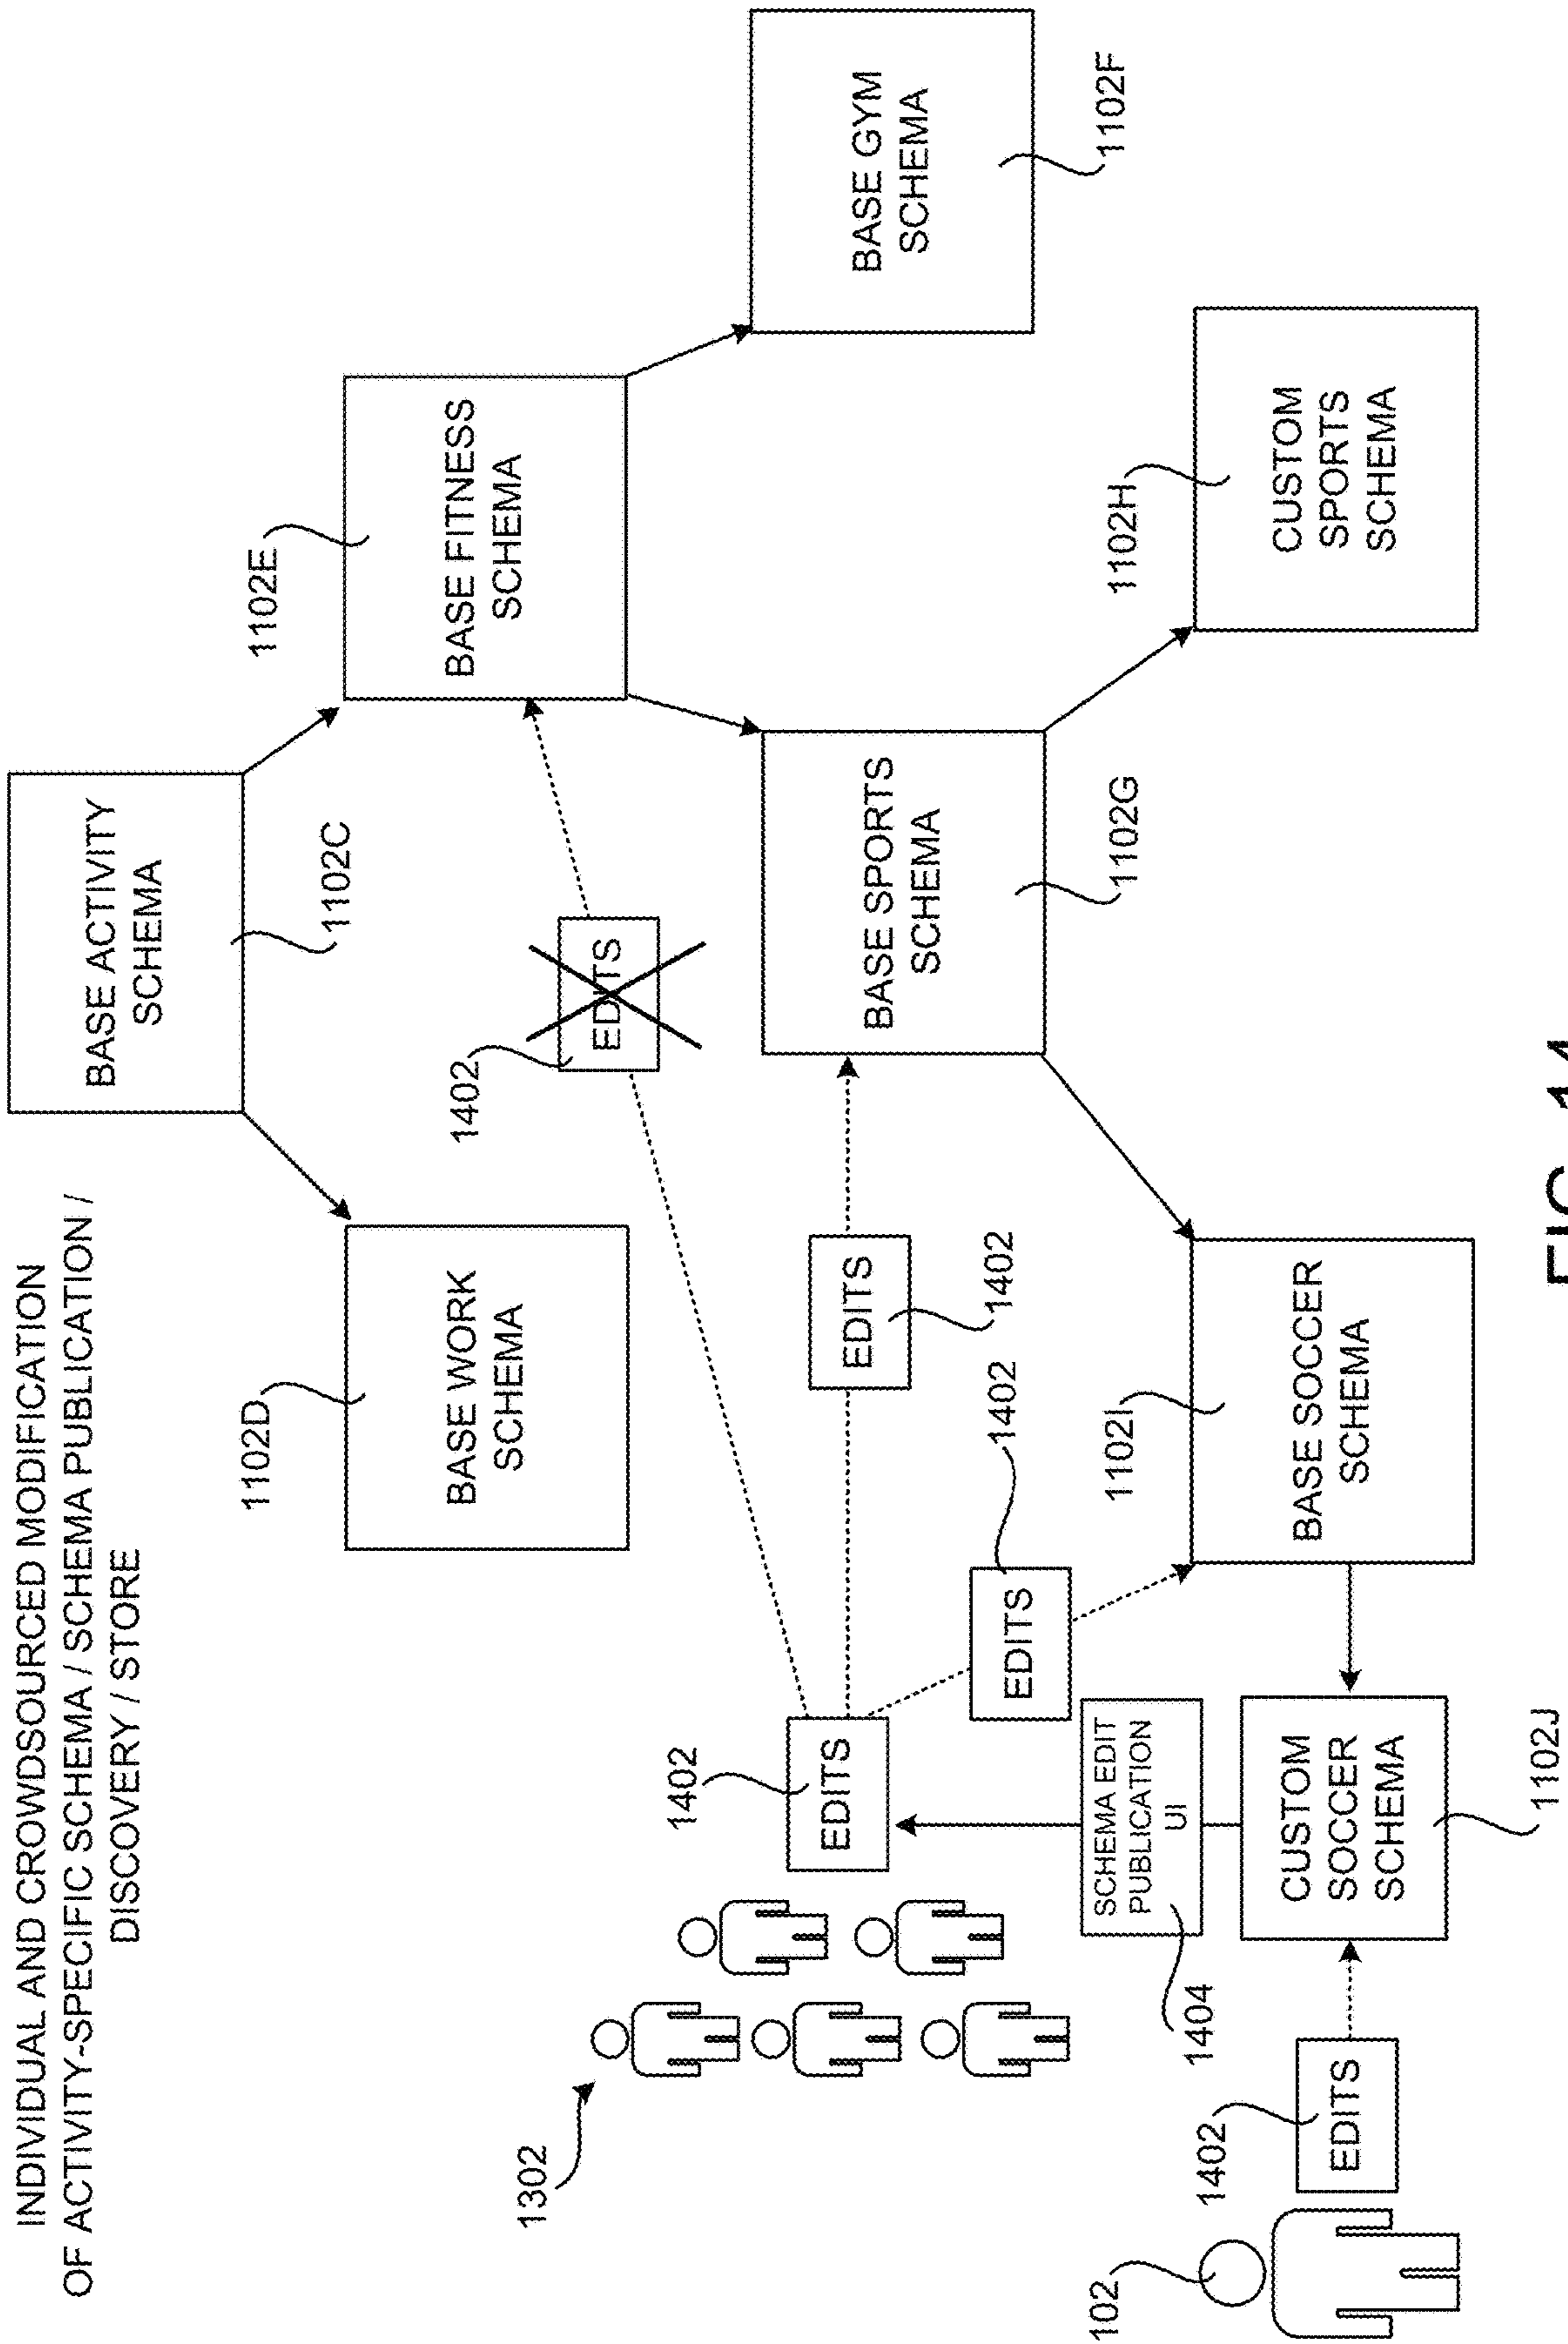 INDIVIDUAL AND CROWDSOURCED MODIFICATION
OF ACTIVITY-SPECIFIC SCHEMA / SCHEMA PUBLICATION /
DISCOVERY / STORE
BASE ACTIVITY
SCHEMA
1102C
1102D
BASE WORK
SCHEMA
1102E
BASE FITNESS
SCHEMA
1402
EDITS
BASE GYM
SCHEMA
1102F
BASE SPORTS
SCHEMA
1102G
EDITS
1402
1302
1402
EDITS
1402
EDITS
SCHEMA EDIT
PUBLICATION
UI
1404
1102I
BASE SOCCER
SCHEMA
1102H
CUSTOM
SPORTS
SCHEMA
102
1402
EDITS
CUSTOM
SOCCER
SCHEMA
1102J
FIG. 14